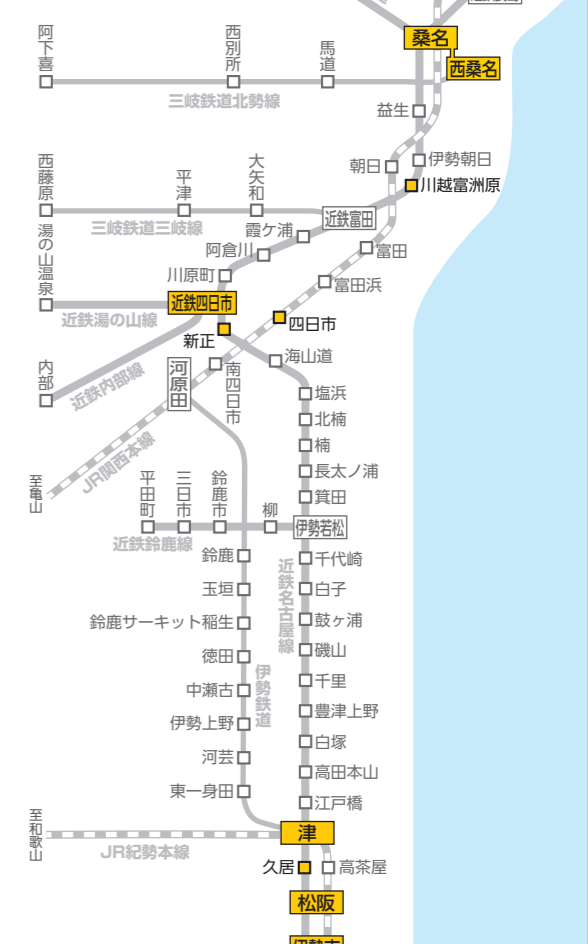 桑名
西桑名
阿下喜
西別所
馬道
三岐鉄道北勢線
益生
朝日
伊勢朝日
川越富洲原
西藤原
平津
大矢和
三岐鉄道三岐線
近鉄富田
霞ケ浦
富田
阿倉川
川原町
富田浜
湯の山温泉
近鉄四日市
近鉄湯の山線
四日市
新正
海山道
内部
近鉄内部線
河原田
南四日市
塩浜
北楠
楠
長太ノ浦
箕田
JR関西本線
至亀山
平田町
三日市
鈴鹿市
柳
伊勢若松
近鉄鈴鹿線
鈴鹿
玉垣
鈴鹿サーキット稲生
徳田
中瀬古
伊勢上野
河芸
東一身田
伊勢鉄道
近鉄名古屋線
千代崎
白子
鼓ヶ浦
磯山
千里
豊津上野
白塚
高田本山
江戸橋
津
至和歌山
JR紀勢本線
久居
高茶屋
松阪